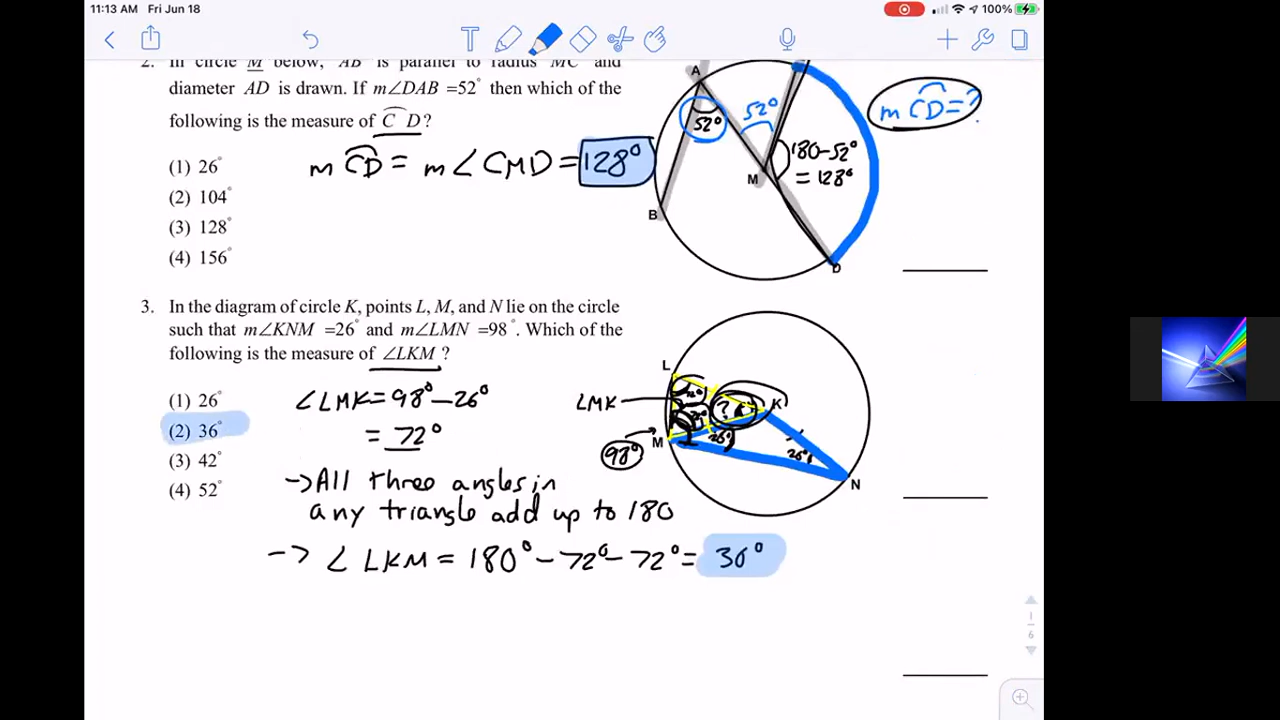 11:13 AM Fri Jun 18
100%
2. In circle M below, AB is parallel to radius MC and
diameter AD is drawn. If m∠DAB =52° then which of the
following is the measure of C D?
(1) 26°
(2) 104°
(3) 128°
(4) 156°
m CD = m ∠ CMD = 128°
A
52°
52°
m CD = ?
180-52°
= 128°
M
B
D
3. In the diagram of circle K, points L, M, and N lie on the circle
such that m∠KNM =26° and m∠LMN =98°. Which of the
following is the measure of ∠LKM ?
(1) 26°
(2) 36°
(3) 42°
(4) 52°
∠LMK = 98° - 26°
= 72°
→ All three angles in
any triangle add up to 180
→ ∠ LKM = 180° - 72° - 72° = 36°
L
LMK
?
K
M
98°
26°
26°
N
1
6